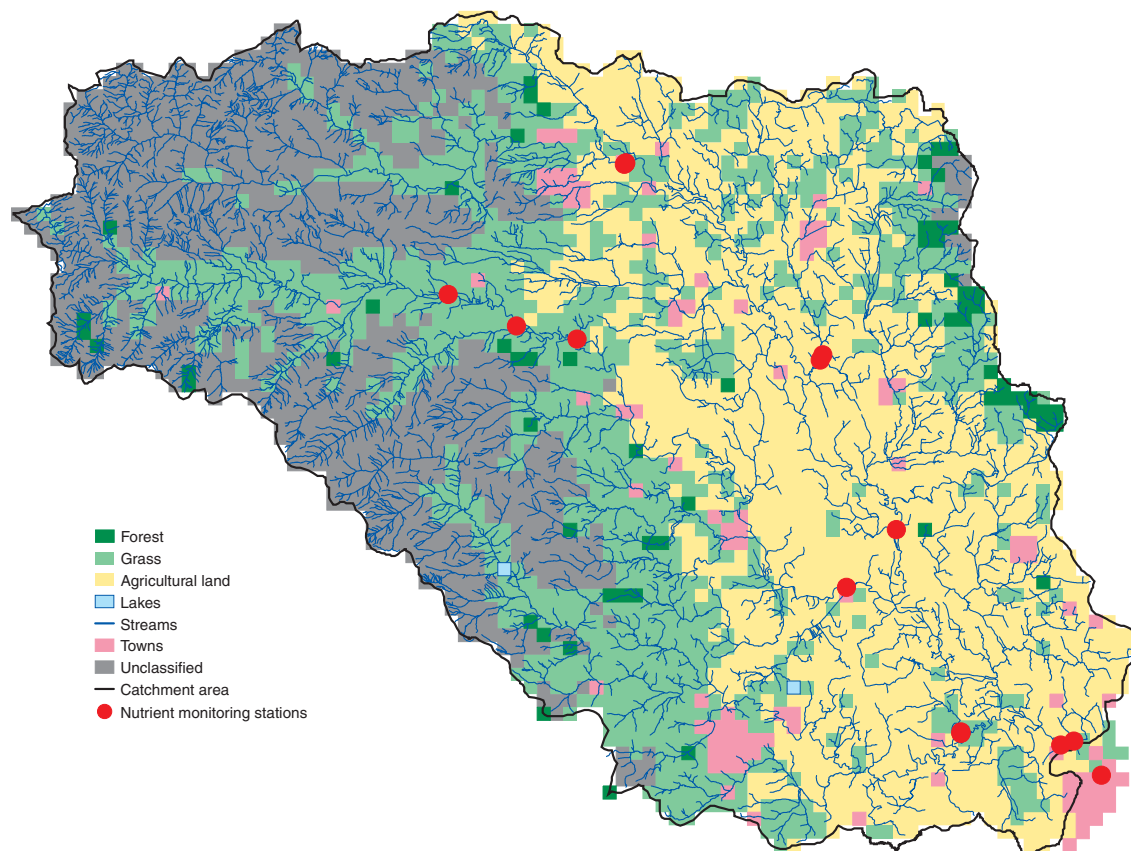 Forest
Grass
Agricultural land
Lakes
Streams
Towns
Unclassified
Catchment area
Nutrient monitoring stations